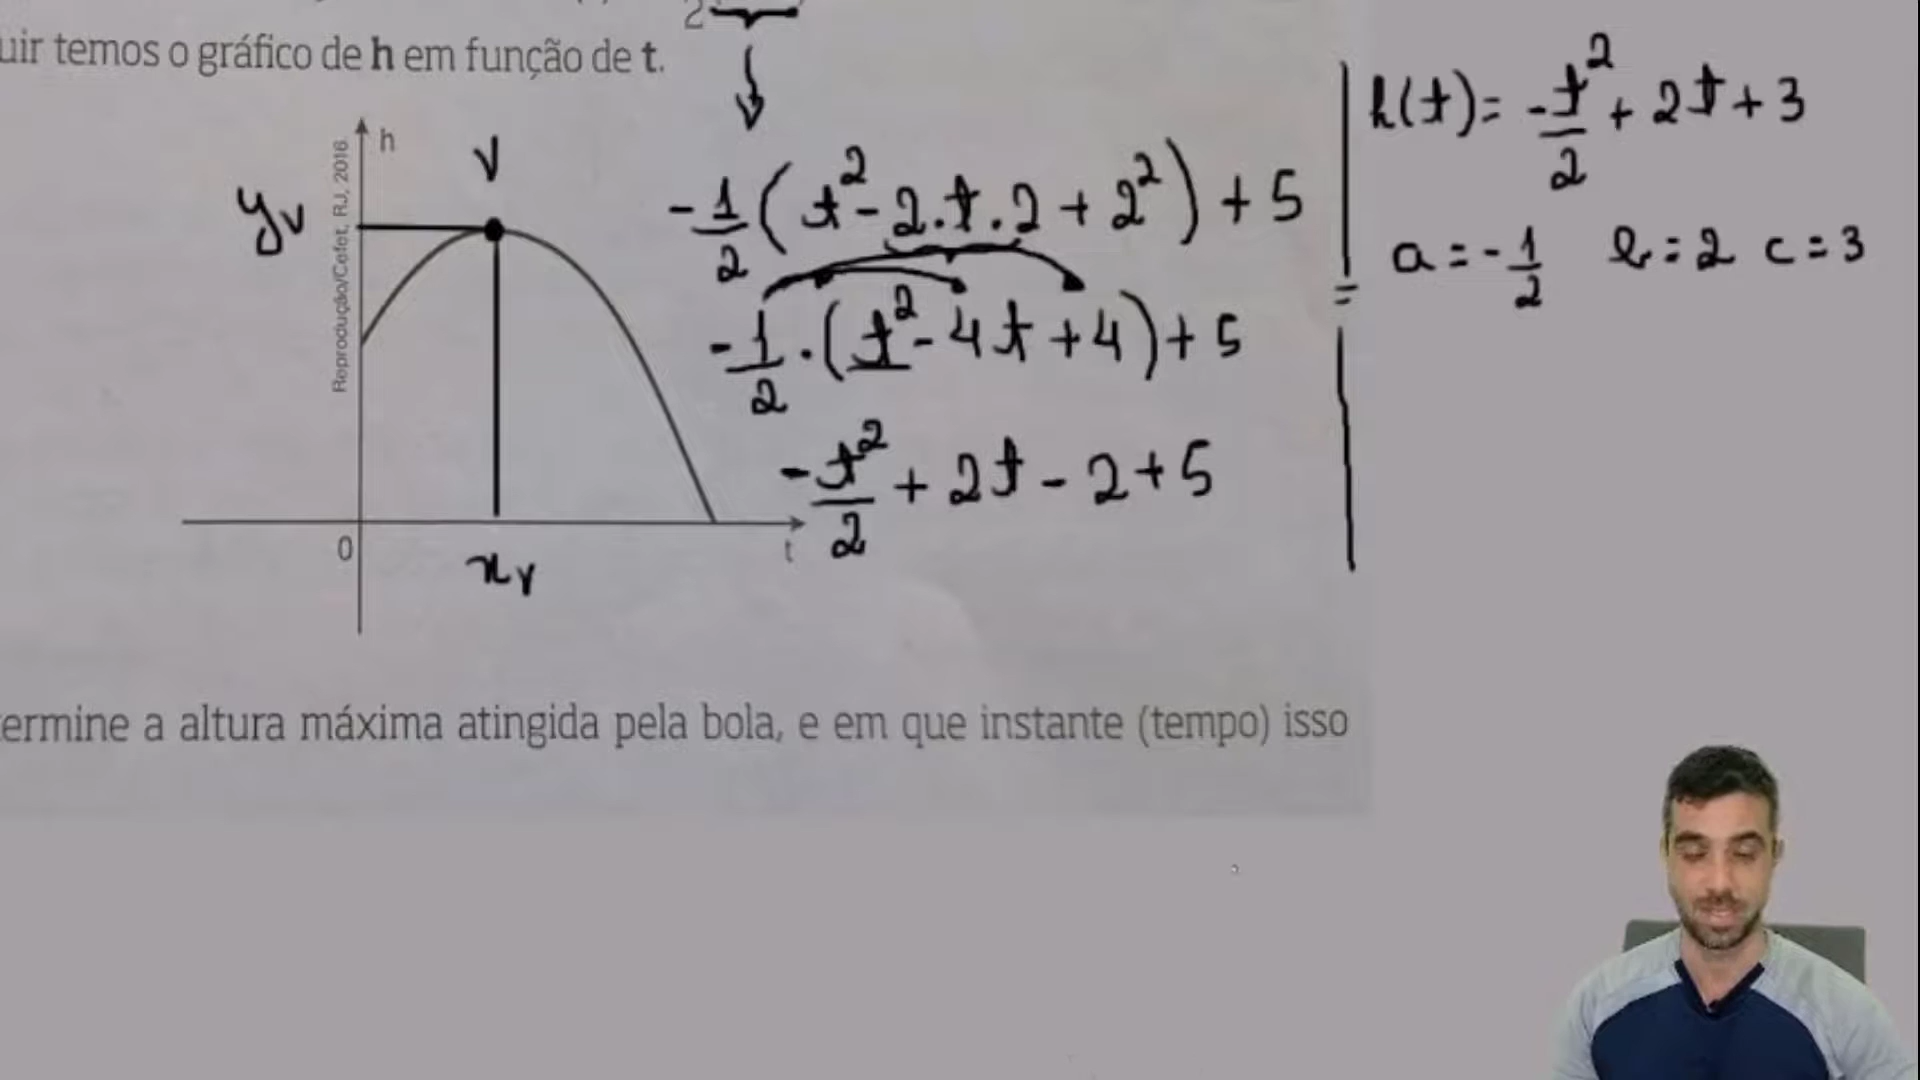 uir temos o gráfico de h em função de t.
2
h
V
yv
Reprodução/Cefet, RJ, 2016.
0
t
xv
-1/2(t²-2.t.2+2²)+5
-1/2.(t²-4t+4)+5
-t²/2+2t-2+5
=
h(t)=-t²/2+2t+3
a=-1/2 b=2 c=3
ermine a altura máxima atingida pela bola, e em que instante (tempo) isso